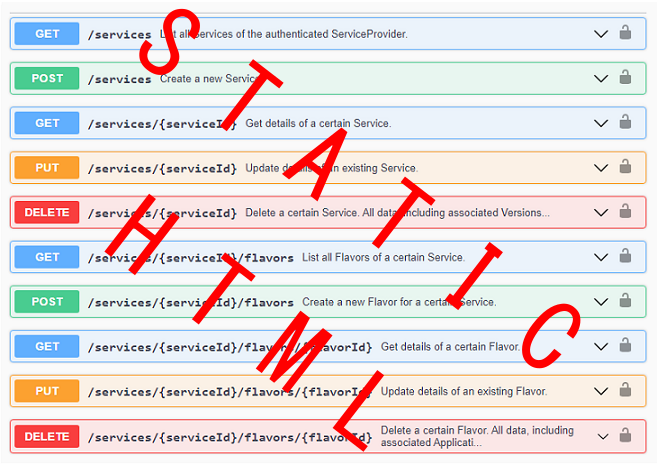 GET /services List all Services of the authenticated ServiceProvider.
POST /services Create a new Service.
GET /services/{serviceId} Get details of a certain Service.
PUT /services/{serviceId} Update details of an existing Service.
DELETE /services/{serviceId} Delete a certain Service. All data, including associated Versions...
GET /services/{serviceId}/flavors List all Flavors of a certain Service.
POST /services/{serviceId}/flavors Create a new Flavor for a certain Service.
GET /services/{serviceId}/flavors/{flavorId} Get details of a certain Flavor.
PUT /services/{serviceId}/flavors/{flavorId} Update details of an existing Flavor.
DELETE /services/{serviceId}/flavors/{flavorId} Delete a certain Flavor. All data, including
associated Applicati...
STATIC
HTML